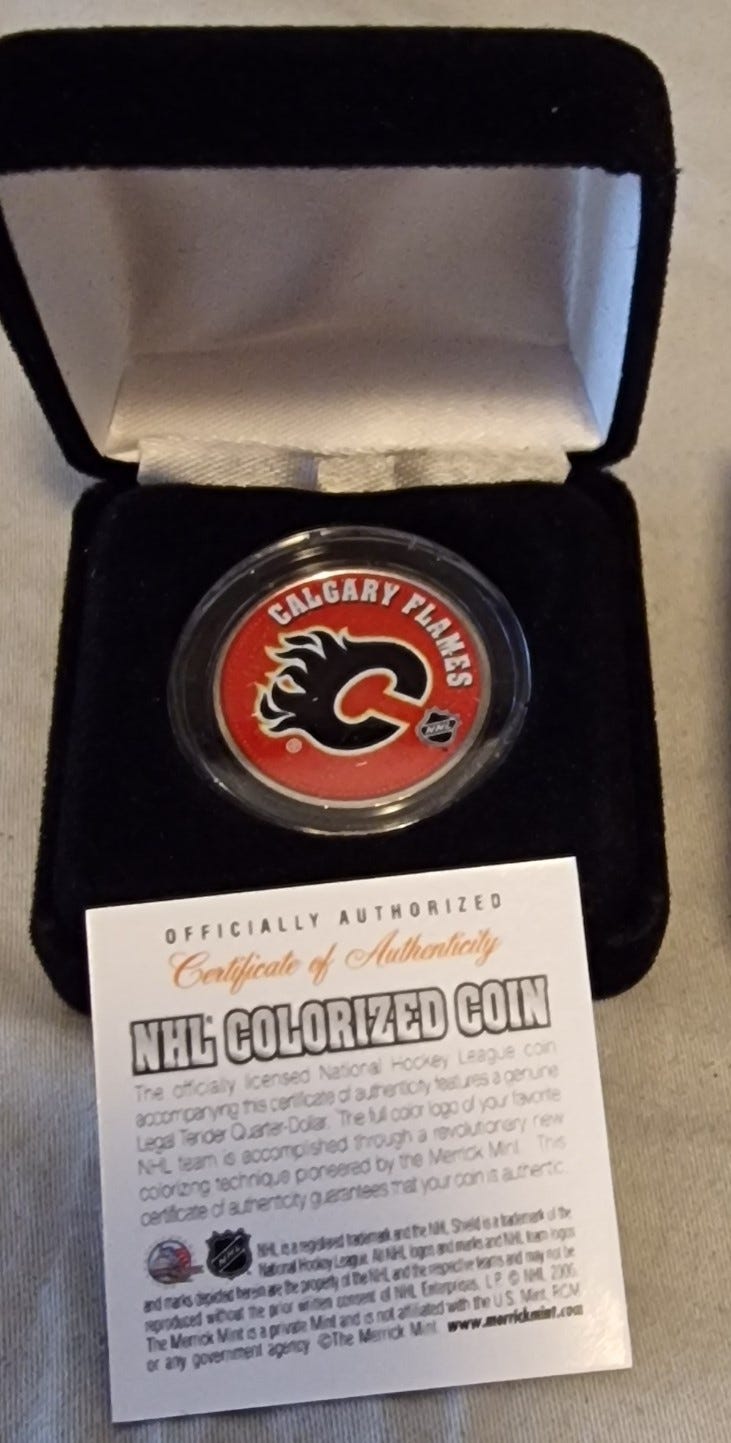 CALGARY FLAMES
NHL
®
OFFICIALLY AUTHORIZED
Certificate of Authenticity
NHL® COLORIZED COIN
The officially licensed National Hockey League coin
accompanying this certificate of authenticity features a genuine
Legal Tender Quarter-Dollar. The full color logo of your favorite
NHL team is accomplished through a revolutionary new
colorizing technique pioneered by the Merrick Mint. This
certificate of authenticity guarantees that your coin is authentic.
NHL
NHL is a registered trademark and the NHL Shield is a trademark of the
National Hockey League. All NHL logos and marks and NHL team logos
and marks depicted herein are the property of the NHL and the respective teams and may not be
reproduced without the prior written consent of NHL Enterprises, L.P. © NHL 2006.
The Merrick Mint is a private Mint and is not affiliated with the U.S. Mint, RCM
or any government agency ©The Merrick Mint www.merrickmint.com